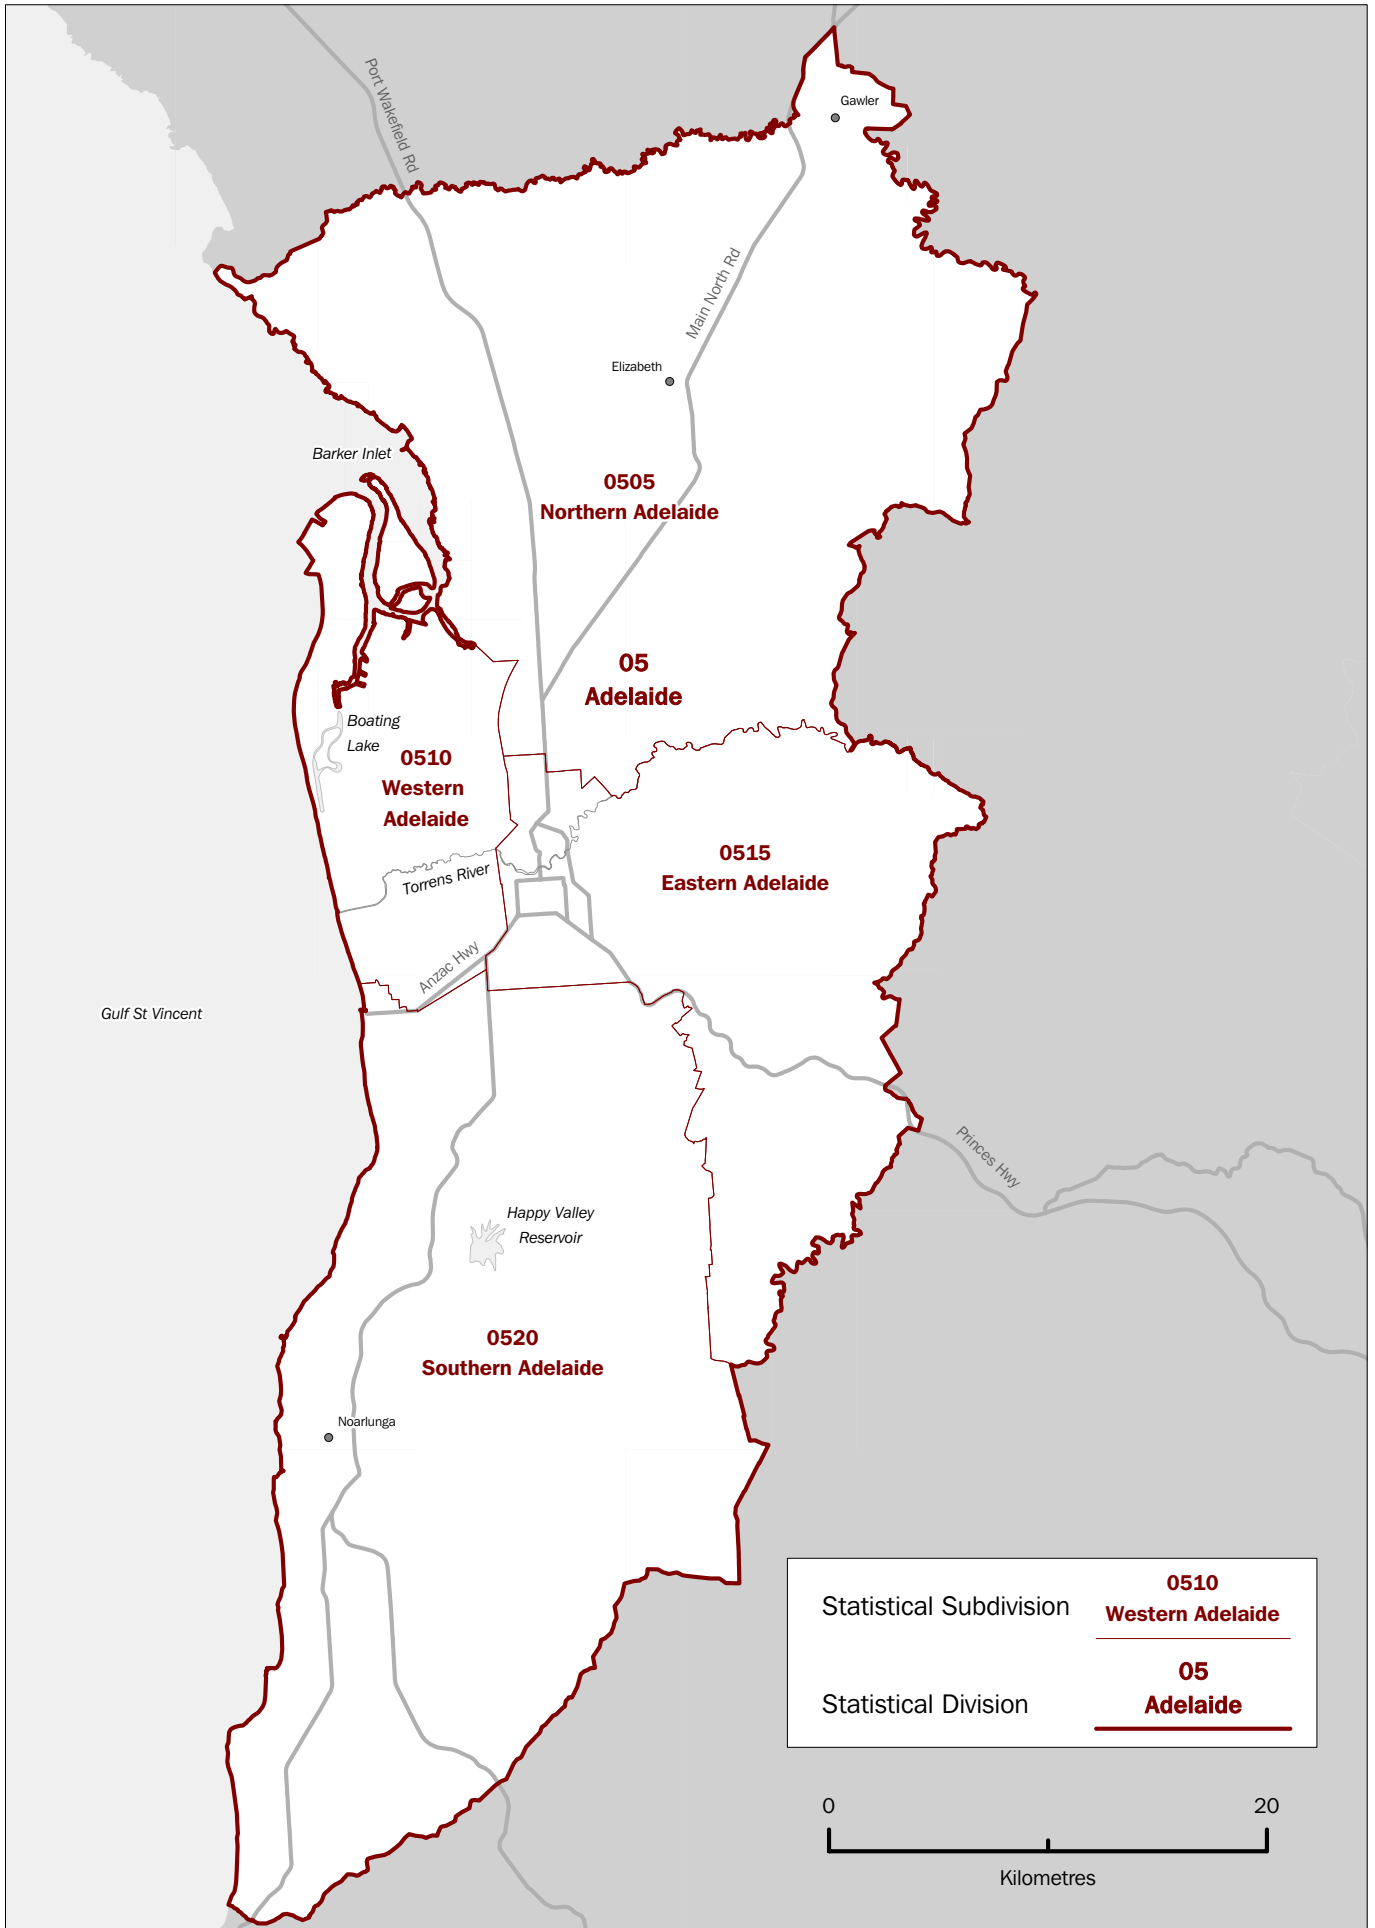 Port Wakefield Rd
Gawler
Main North Rd
Elizabeth
Barker Inlet
0505
Northern Adelaide
05
Adelaide
Boating
Lake
0510
Western
Adelaide
0515
Eastern Adelaide
Torrens River
Anzac Hwy
Gulf St Vincent
Princes Hwy
Happy Valley
Reservoir
0520
Southern Adelaide
Noarlunga
Statistical Subdivision
0510
Western Adelaide
Statistical Division
05
Adelaide
0 20
Kilometres